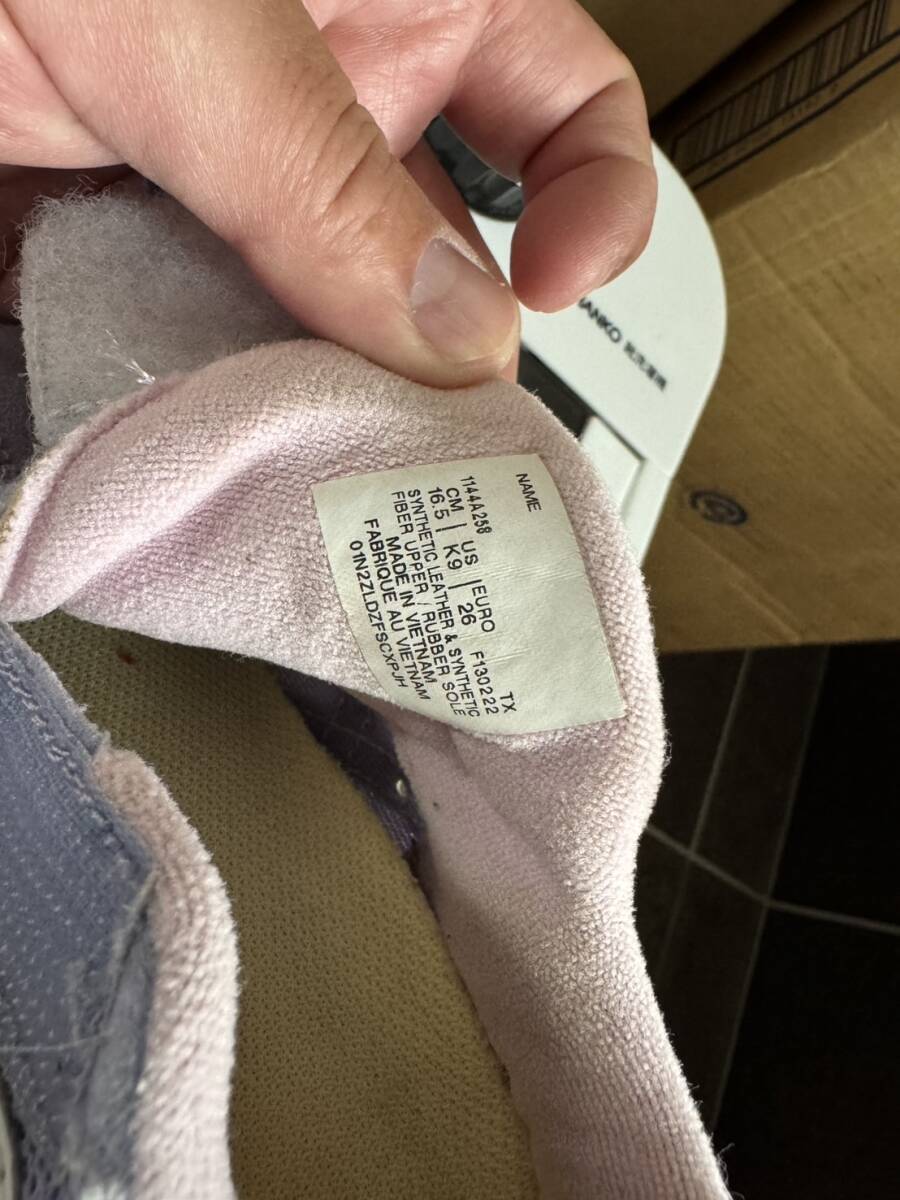 NAME
1144A258 TX
CM | US | EURO F130222
16.5 | K9 | 26
SYNTHETIC LEATHER & SYNTHETIC
FIBER UPPER / RUBBER SOLE
MADE IN VIETNAM
FABRIQUE AU VIETNAM
01N2ZLDZFSCXPJH